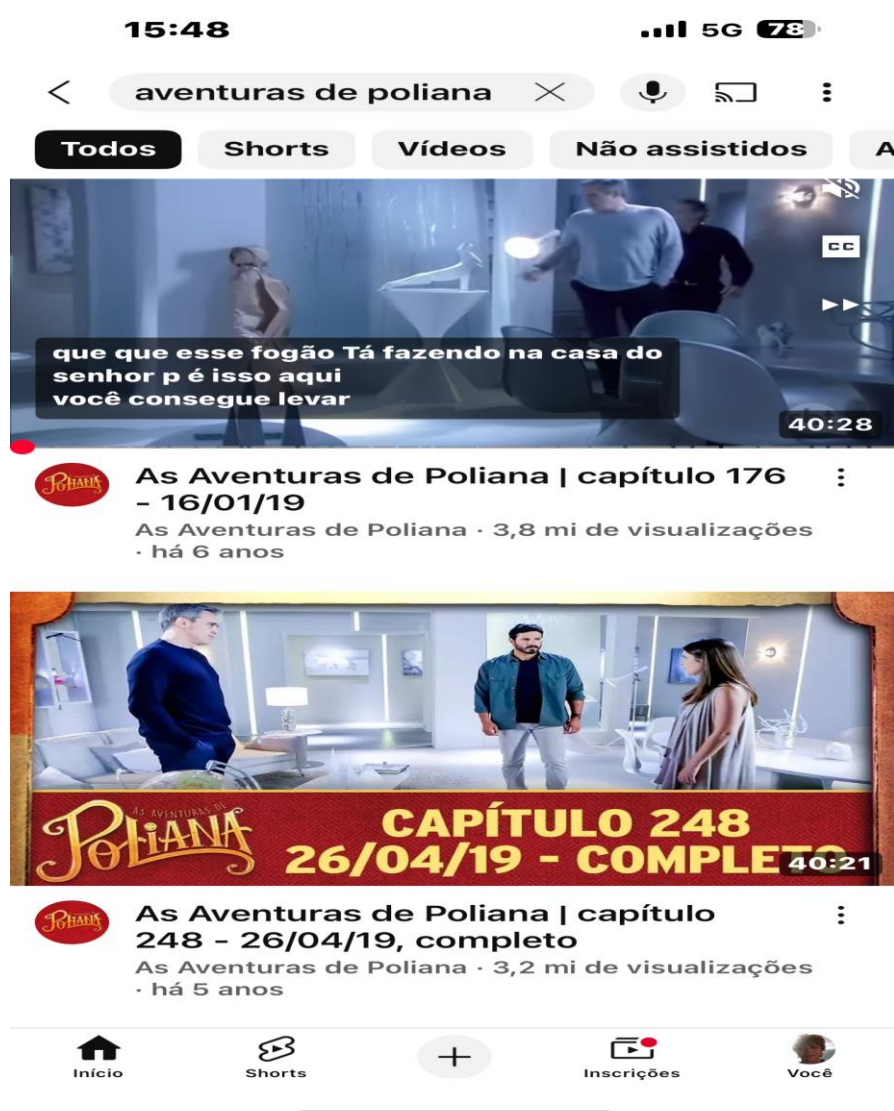 15:48
5G 78
aventuras de poliana
Todos Shorts Vídeos Não assistidos A
CC
que que esse fogão Tá fazendo na casa do
senhor p é isso aqui
você consegue levar
40:28
POLIANA
As Aventuras de Poliana | capítulo 176
- 16/01/19
As Aventuras de Poliana · 3,8 mi de visualizações
· há 6 anos
AS AVENTURAS DE
POLIANA
CAPÍTULO 248
26/04/19 - COMPLETO
40:21
POLIANA
As Aventuras de Poliana | capítulo
248 - 26/04/19, completo
As Aventuras de Poliana · 3,2 mi de visualizações
· há 5 anos
Início Shorts Inscrições Você